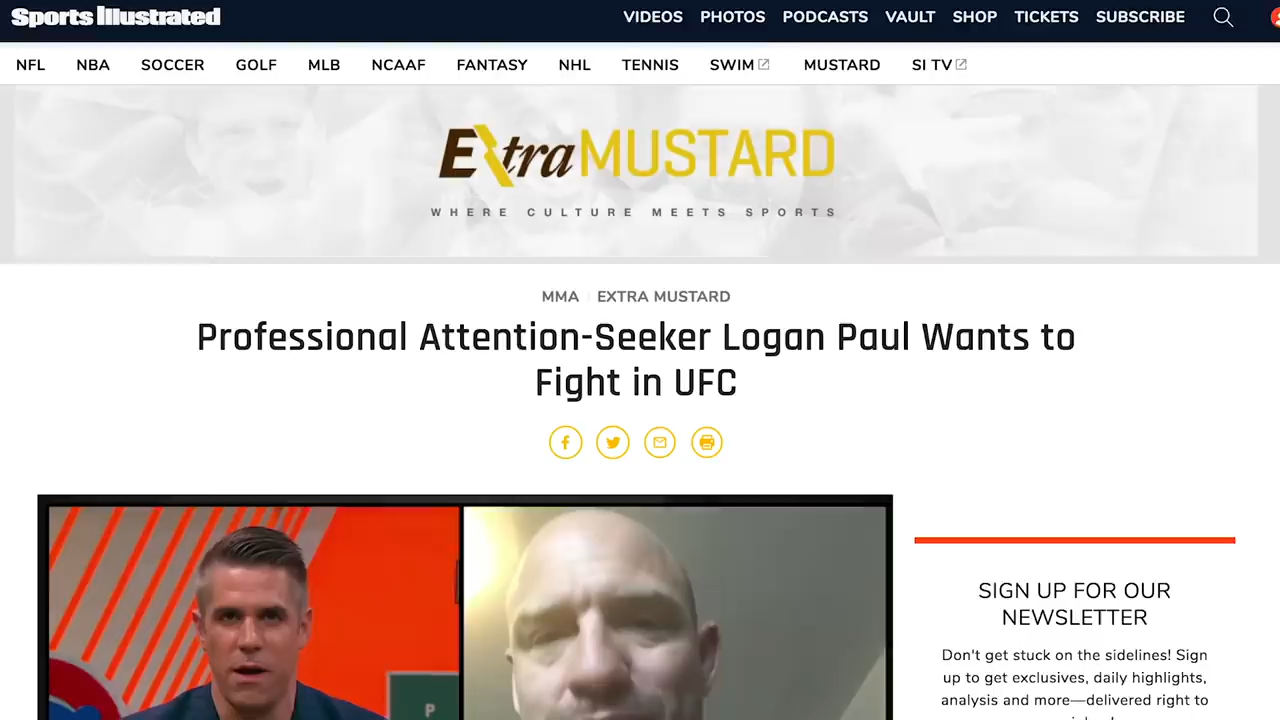 Sports Illustrated
VIDEOS PHOTOS PODCASTS VAULT SHOP TICKETS SUBSCRIBE
NFL NBA SOCCER GOLF MLB NCAAF FANTASY NHL TENNIS SWIM MUSTARD SI TV
Extra MUSTARD
WHERE CULTURE MEETS SPORTS
MMA EXTRA MUSTARD
Professional Attention-Seeker Logan Paul Wants to
Fight in UFC
P
SIGN UP FOR OUR
NEWSLETTER
Don't get stuck on the sidelines! Sign
up to get exclusives, daily highlights,
analysis and more—delivered right to